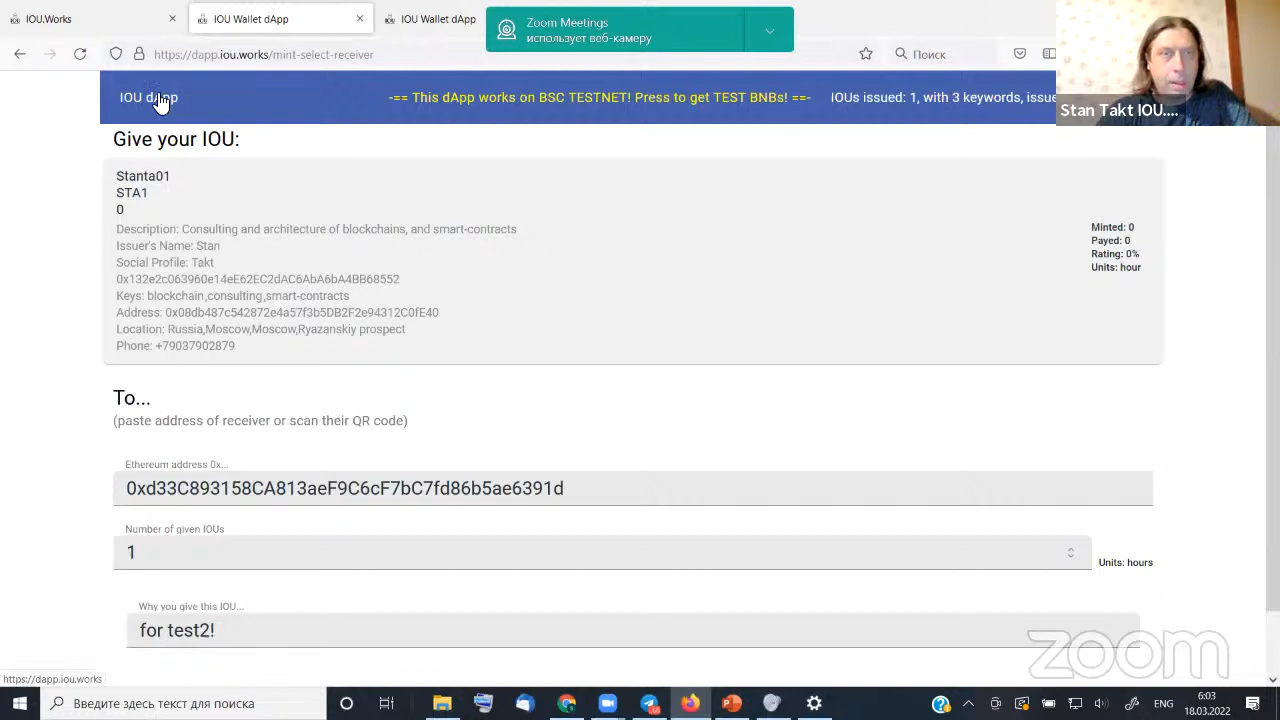 IOU.Works
IOU Wallet dApp
IOU Wallet dApp
Zoom Meetings
использует веб-камеру
https://dapp.iou.works/mint-select-receiver
Поиск
IOU dApp
-== This dApp works on BSC TESTNET! Press to get TEST BNBs! ==-
IOUs issued: 1, with 3 keywords, issue
Stan Takt IOU....
Give your IOU:
Stanta01
STA1
0
Description: Consulting and architecture of blockchains, and smart-contracts
Issuer's Name: Stan
Social Profile: Takt
0x132e2c063960e14eE62EC2dAC6AbA6bA4BB68552
Keys: blockchain,consulting,smart-contracts
Address: 0x08db487c542872e4a57f3b5DB2F2e94312C0fE40
Location: Russia,Moscow,Moscow,Ryazanskiy prospect
Phone: +79037902879
Minted: 0
Payed: 0
Rating: 0%
Units: hour
To...
(paste address of receiver or scan their QR code)
Ethereum address 0x...
0xd33C893158CA813aeF9C6cF7bC7fd86b5ae6391d
Number of given IOUs
1
Units: hours
Why you give this IOU...
for test2!
zoom
https://dapp.iou.works
Введите здесь текст для поиска
ENG
6:03
18.03.2022